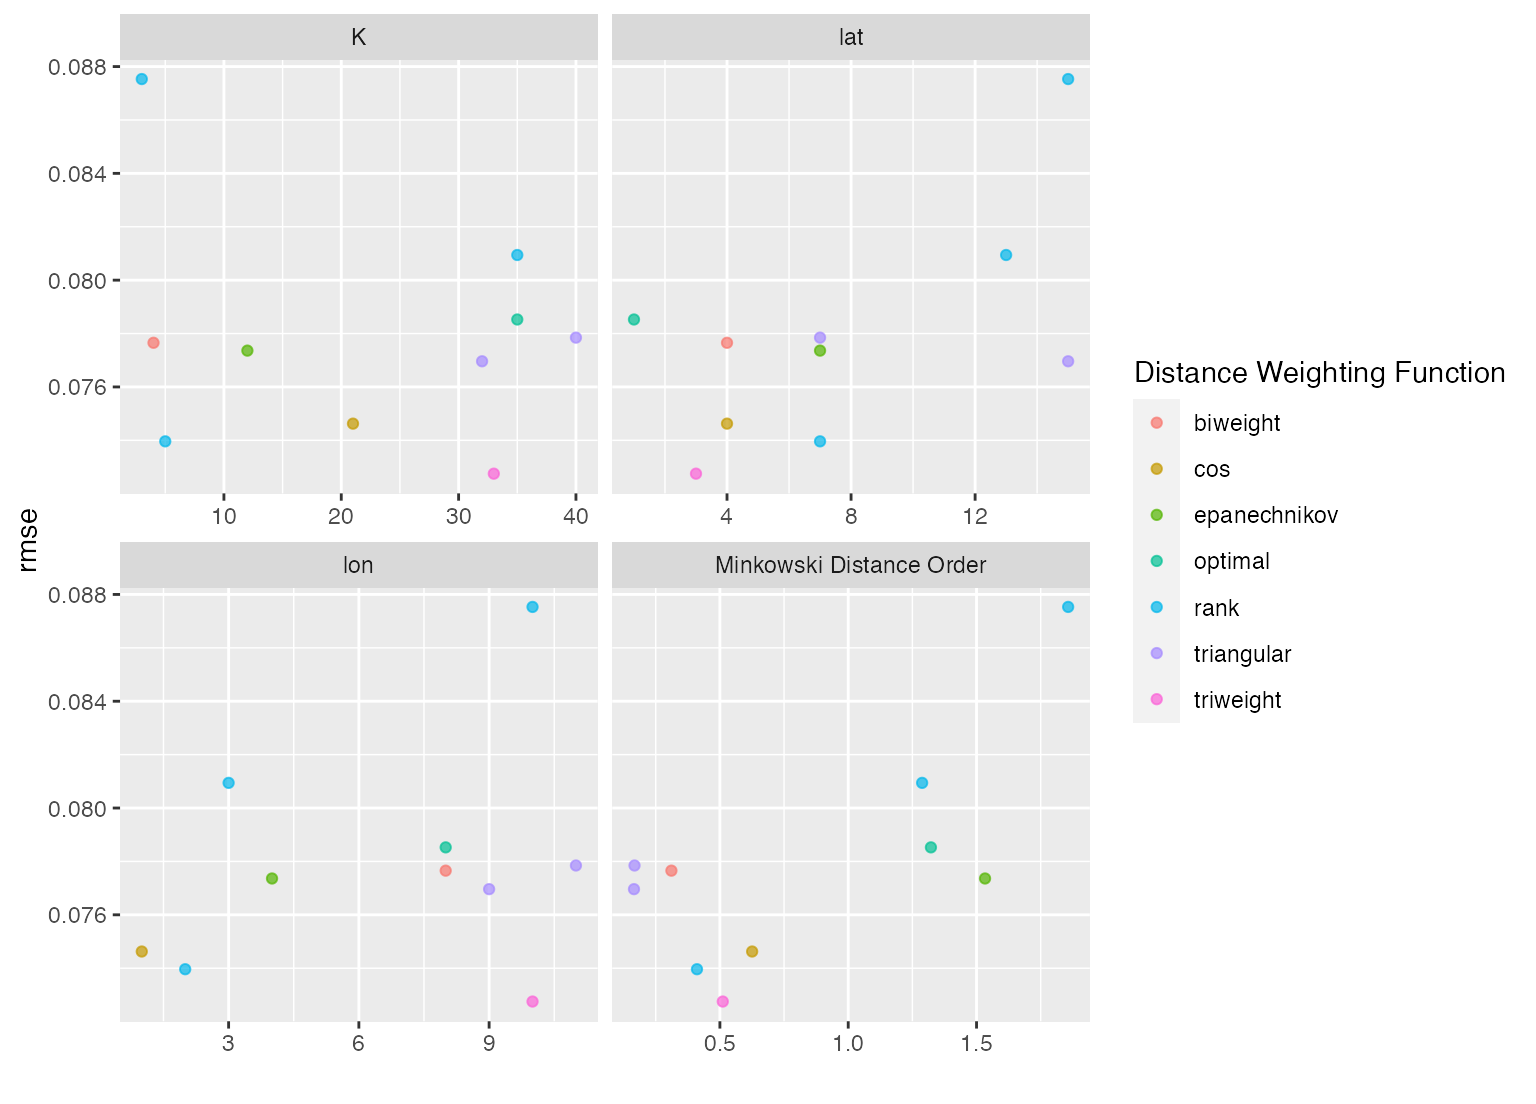 K
lat
0.088
0.084
0.080
0.076
10
20
30
40
4
8
12
rmse
lon
Minkowski Distance Order
0.088
0.084
0.080
0.076
3
6
9
0.5
1.0
1.5
Distance Weighting Function
biweight
cos
epanechnikov
optimal
rank
triangular
triweight